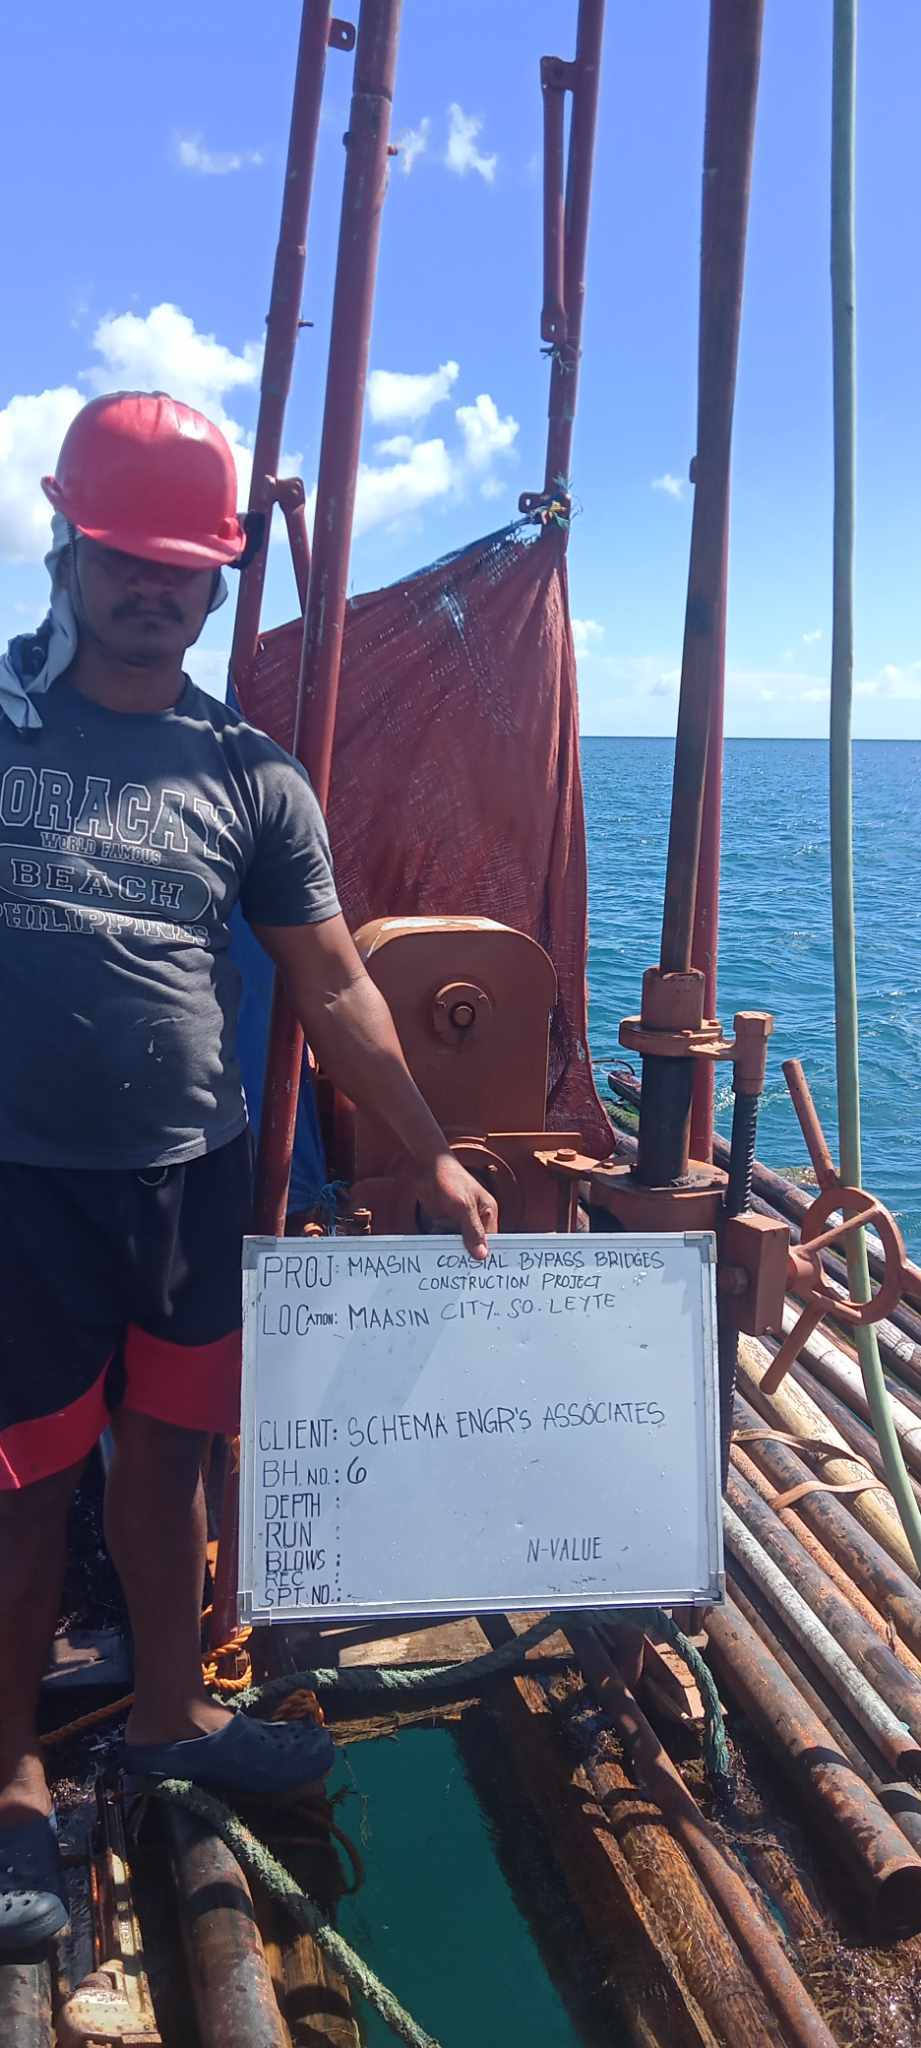 ORACAY
WORLD FAMOUS
BEACH
PHILIPPINES
PROJ: MAASIN COASTAL BYPASS BRIDGES
CONSTRUCTION PROJECT
LOCATION: MAASIN CITY. SO. LEYTE
CLIENT: SCHEMA ENGR'S ASSOCIATES
BH. NO.: 6
DEPTH :
RUN :
BLOWS : N-VALUE
REC :
SPT. NO.: -